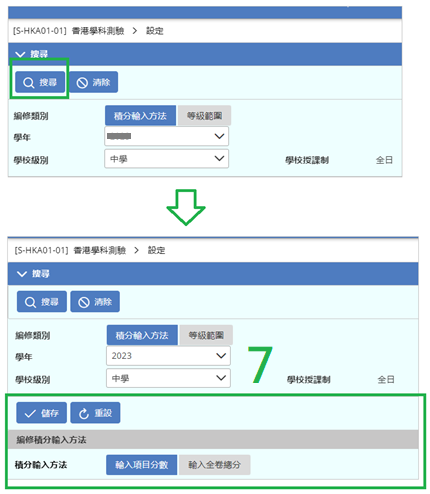 [S-HKA01-01] 香港學科測驗 > 設定
搜尋
搜尋 清除
編修類別 積分輸入方法 等級範圍
學年
學校級別 中學 學校授課制 全日
[S-HKA01-01] 香港學科測驗 > 設定
搜尋
搜尋 清除
編修類別 積分輸入方法 等級範圍
學年 2023
7
學校級別 中學 學校授課制 全日
儲存 重設
編修積分輸入方法
積分輸入方法 輸入項目分數 輸入全卷總分